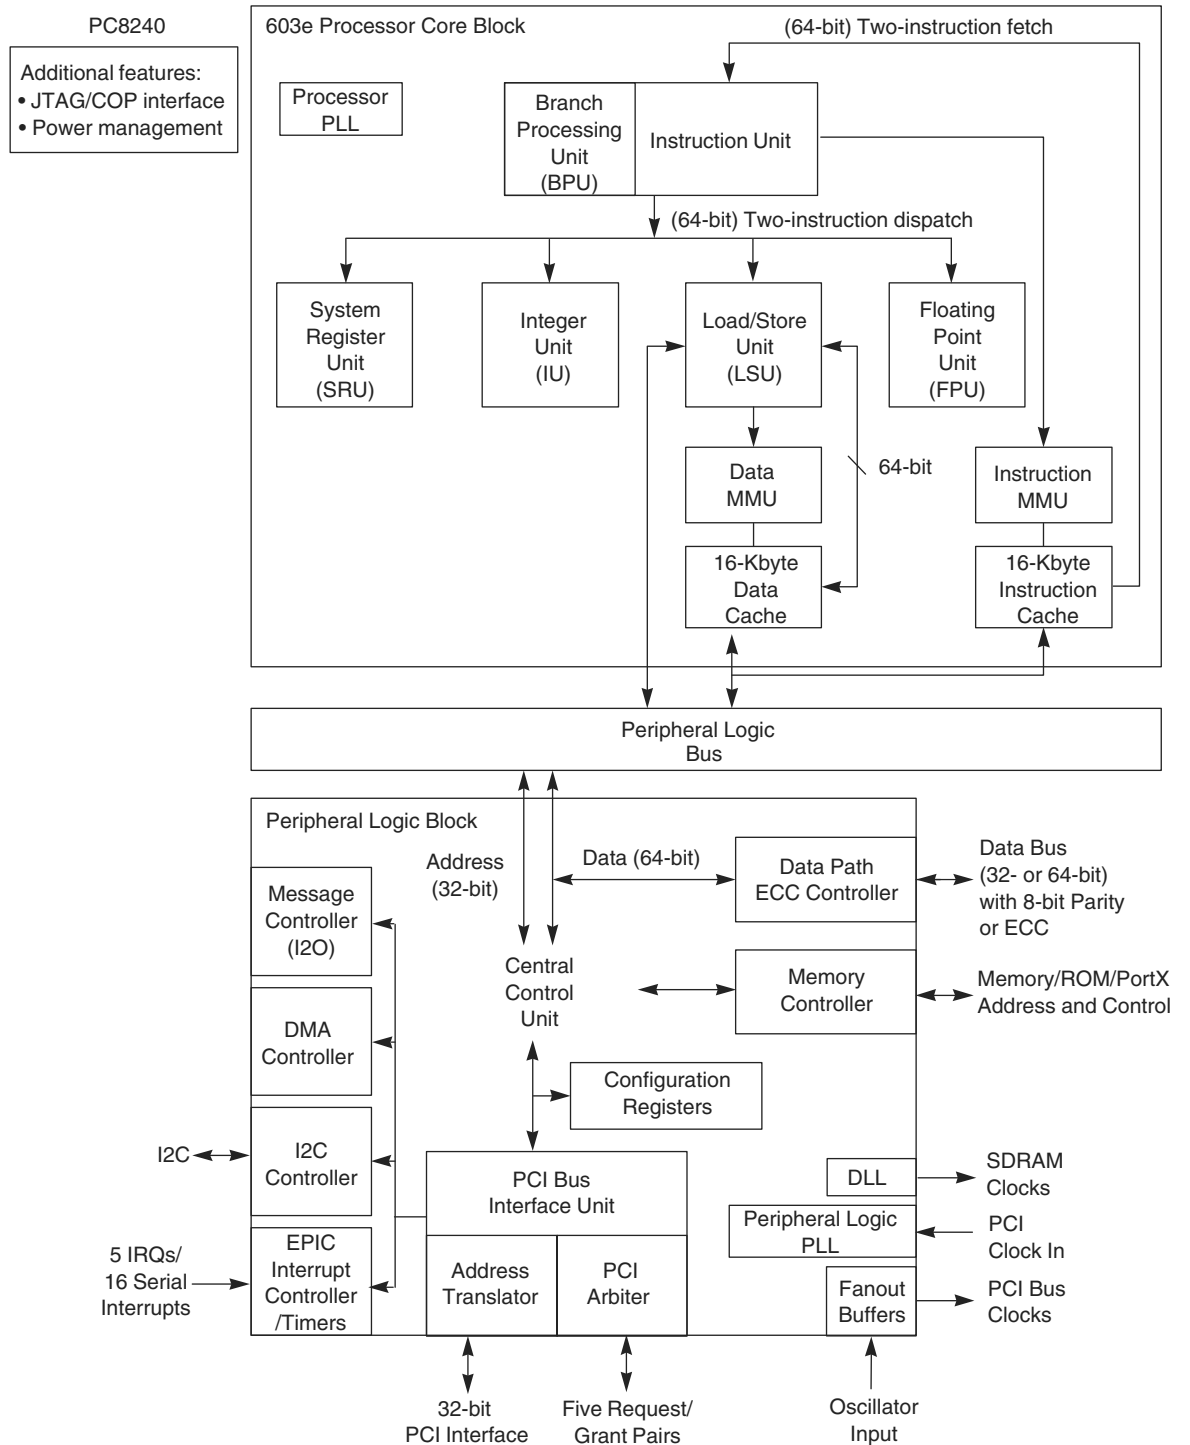 PC8240
Additional features:
• JTAG/COP interface
• Power management
603e Processor Core Block
(64-bit) Two-instruction fetch
Processor
PLL
Branch
Processing
Unit
(BPU)
Instruction Unit
(64-bit) Two-instruction dispatch
System
Register
Unit
(SRU)
Integer
Unit
(IU)
Load/Store
Unit
(LSU)
Floating
Point
Unit
(FPU)
Data
MMU
64-bit
Instruction
MMU
16-Kbyte
Data
Cache
16-Kbyte
Instruction
Cache
Peripheral Logic
Bus
Peripheral Logic Block
Address
(32-bit)
Data (64-bit)
Data Path
ECC Controller
Data Bus
(32- or 64-bit)
with 8-bit Parity
or ECC
Message
Controller
(I2O)
Central
Control
Unit
Memory
Controller
Memory/ROM/PortX
Address and Control
DMA
Controller
Configuration
Registers
I2C
I2C
Controller
PCI Bus
Interface Unit
DLL
SDRAM
Clocks
Peripheral Logic
PLL
PCI
Clock In
5 IRQs/
16 Serial
Interrupts
EPIC
Interrupt
Controller
/Timers
Address
Translator
PCI
Arbiter
Fanout
Buffers
PCI Bus
Clocks
32-bit
PCI Interface
Five Request/
Grant Pairs
Oscillator
Input